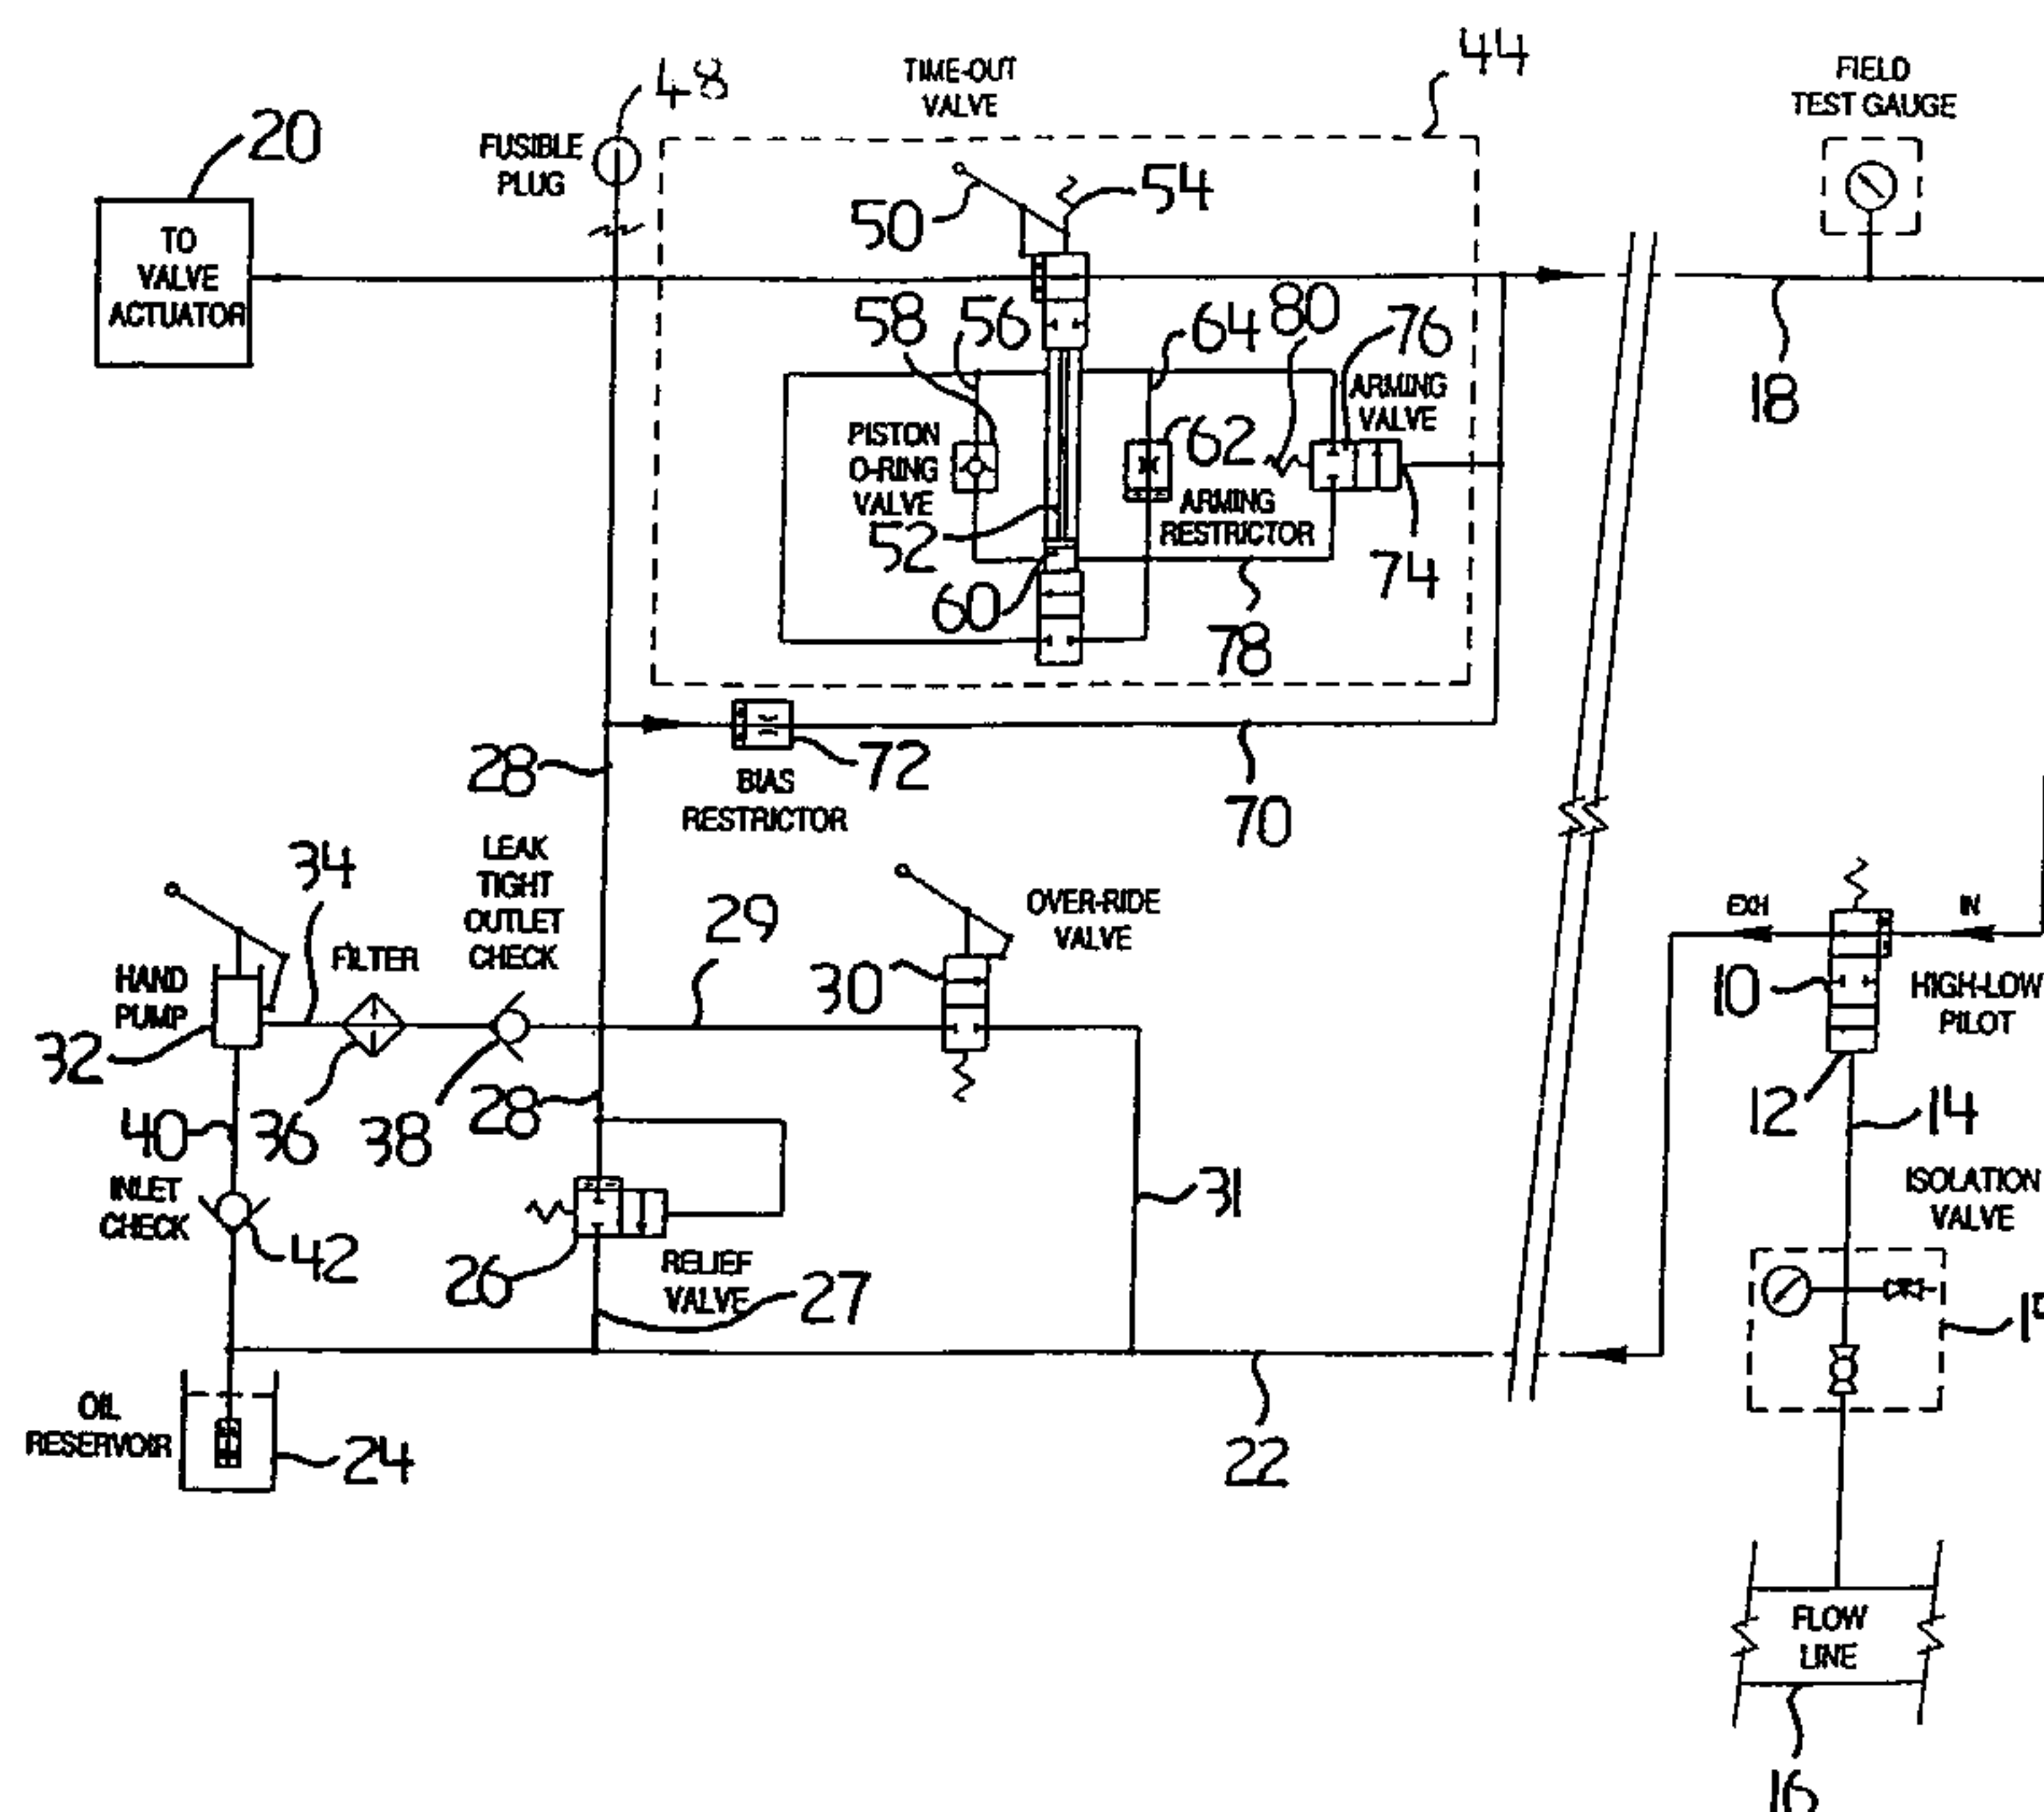 44
48
TIME-OUT
VALVE
FIELD
TEST GAUGE
20
FUSIBLE
PLUG
54
50
TO
VALVE
ACTUATOR
58
56
64
80
76
ARMING
VALVE
18
PISTON
O-RING
VALVE
62
ARMING
RESTRICTOR
52
74
60
78
28
72
BIAS
RESTRICTOR
70
34
LEAK
TIGHT
OUTLET
CHECK
29
OVER-RIDE
VALVE
EXH
IN
FILTER
HAND
PUMP
30
10
HIGH-LOW
PILOT
32
40
36
38
28
12
14
INLET
CHECK
31
ISOLATION
VALVE
42
26
RELIEF
VALVE
27
OIL
RESERVOIR
24
22
FLOW
LINE
16